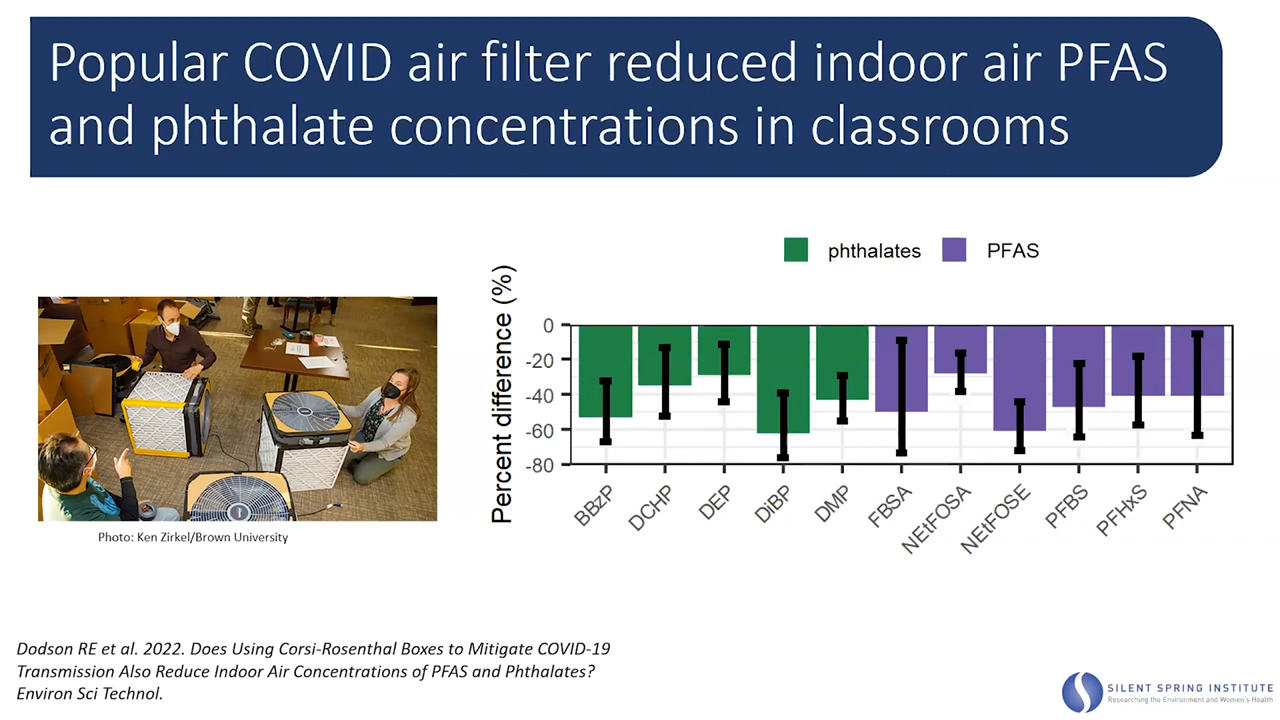 Popular COVID air filter reduced indoor air PFAS
and phthalate concentrations in classrooms
phthalates PFAS
Percent difference (%)
0
-20
-40
-60
-80
BBzP
DCHP
DEP
DiBP
DMP
FBSA
NEtFOSA
NEtFOSE
PFBS
PFHxS
PFNA
Photo: Ken Zirkel/Brown University
Dodson RE et al. 2022. Does Using Corsi-Rosenthal Boxes to Mitigate COVID-19
Transmission Also Reduce Indoor Air Concentrations of PFAS and Phthalates?
Environ Sci Technol.
SILENT SPRING INSTITUTE
Researching the Environment and Women's Health